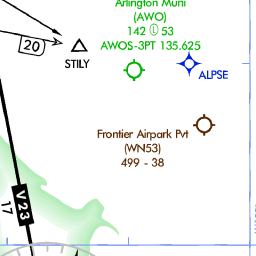 Arlington Muni
(AWO)
142 Ⓛ 53
AWOS-3PT 135.625
20
STILY
ALPSE
Frontier Airpark Pvt
(WN53)
499 - 38
V23
17